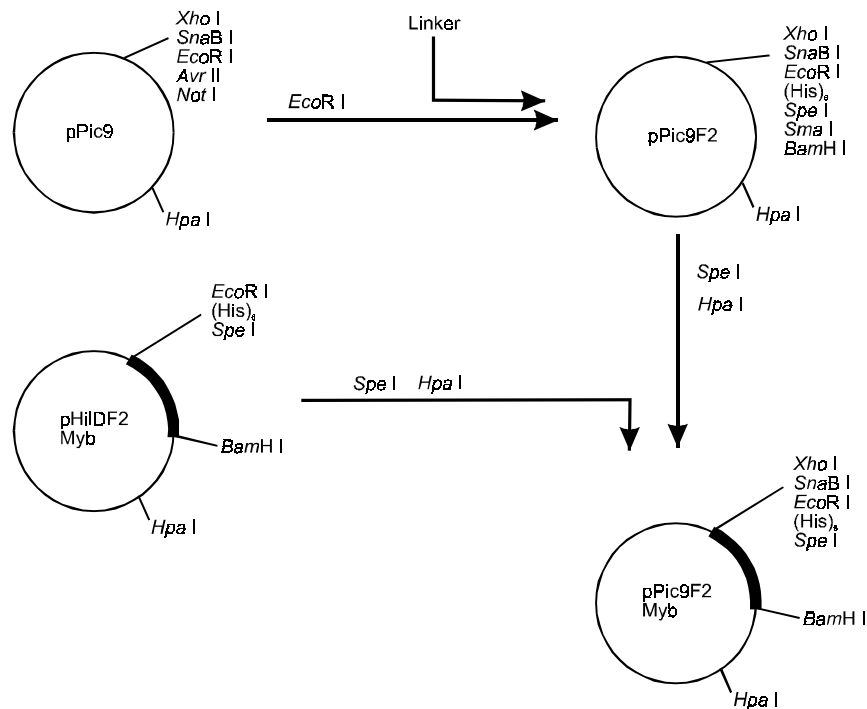 Xho I
SnaB I
EcoR I
Avr II
Not I
pPic9
Hpa I
Linker
EcoR I
Xho I
SnaB I
EcoR I
(His)6
Spe I
Sma I
BamH I
pPic9F2
Hpa I
Spe I
Hpa I
EcoR I
(His)6
Spe I
pHilDF2
Myb
BamH I
Hpa I
Spe I Hpa I
Xho I
SnaB I
EcoR I
(His)6
Spe I
pPic9F2
Myb
BamH I
Hpa I